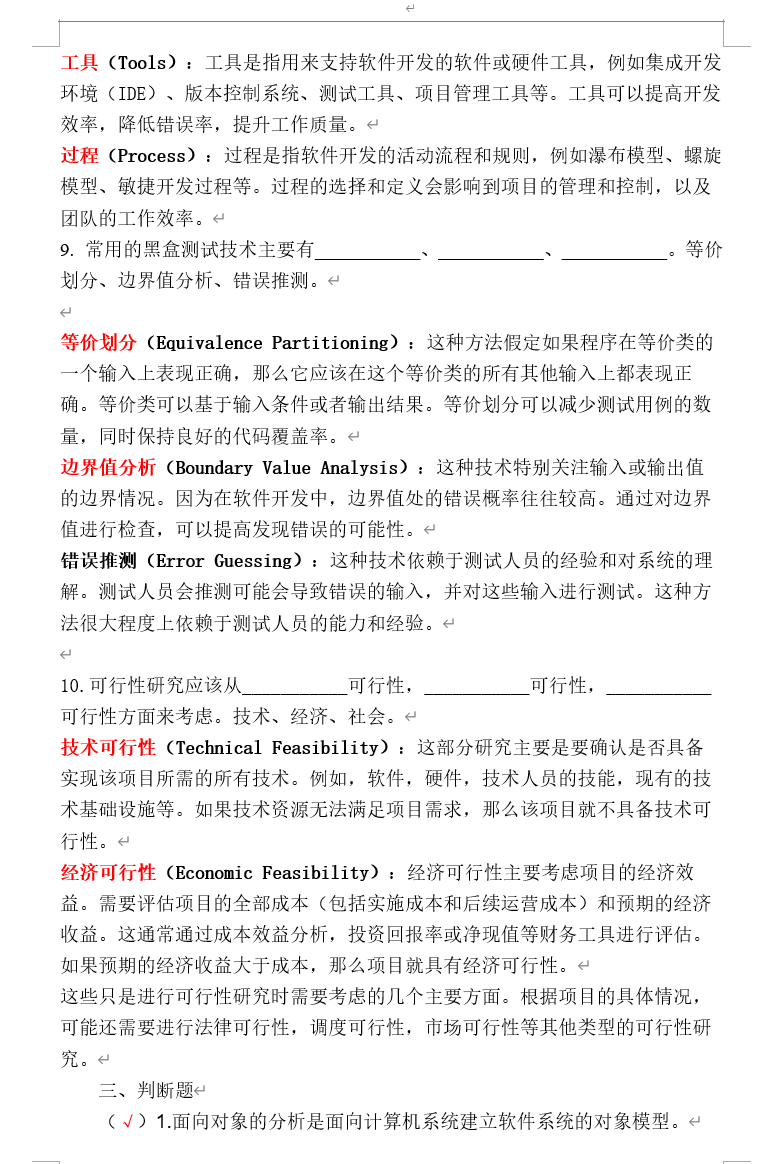 工具（Tools）：工具是指用来支持软件开发的软件或硬件工具，例如集成开发
环境（IDE）、版本控制系统、测试工具、项目管理工具等。工具可以提高开发
效率，降低错误率，提升工作质量。
过程（Process）：过程是指软件开发的活动流程和规则，例如瀑布模型、螺旋
模型、敏捷开发过程等。过程的选择和定义会影响到项目的管理和控制，以及
团队的工作效率。
9. 常用的黑盒测试技术主要有___________、___________、___________。等价
划分、边界值分析、错误推测。
等价划分（Equivalence Partitioning）：这种方法假定如果程序在等价类的
一个输入上表现正确，那么它应该在这个等价类的所有其他输入上都表现正
确。等价类可以基于输入条件或者输出结果。等价划分可以减少测试用例的数
量，同时保持良好的代码覆盖率。
边界值分析（Boundary Value Analysis）：这种技术特别关注输入或输出值
的边界情况。因为在软件开发中，边界值处的错误概率往往较高。通过对边界
值进行检查，可以提高发现错误的可能性。
错误推测（Error Guessing）：这种技术依赖于测试人员的经验和对系统的理
解。测试人员会推测可能会导致错误的输入，并对这些输入进行测试。这种方
法很大程度上依赖于测试人员的能力和经验。
10.可行性研究应该从___________可行性，___________可行性，___________
可行性方面来考虑。技术、经济、社会。
技术可行性（Technical Feasibility）：这部分研究主要是要确认是否具备
实现该项目所需的所有技术。例如，软件，硬件，技术人员的技能，现有的技
术基础设施等。如果技术资源无法满足项目需求，那么该项目就不具备技术可
行性。
经济可行性（Economic Feasibility）：经济可行性主要考虑项目的经济效
益。需要评估项目的全部成本（包括实施成本和后续运营成本）和预期的经济
收益。这通常通过成本效益分析，投资回报率或净现值等财务工具进行评估。
如果预期的经济收益大于成本，那么项目就具有经济可行性。
这些只是进行可行性研究时需要考虑的几个主要方面。根据项目的具体情况，
可能还需要进行法律可行性，调度可行性，市场可行性等其他类型的可行性研
究。
三、判断题
（√）1.面向对象的分析是面向计算机系统建立软件系统的对象模型。